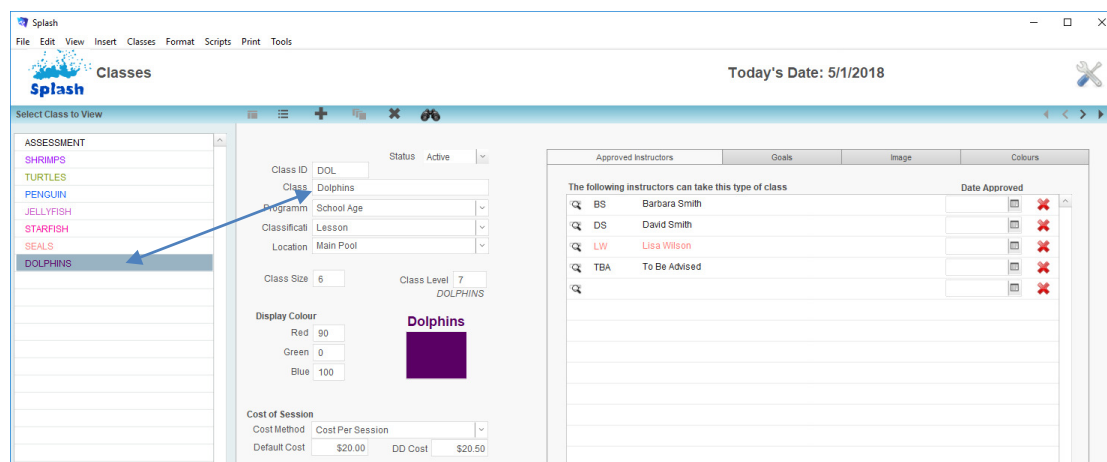 Splash
File Edit View Insert Classes Format Scripts Print Tools
Splash
Classes
Today's Date: 5/1/2018
Select Class to View
ASSESSMENT
SHRIMPS
TURTLES
PENGUIN
JELLYFISH
STARFISH
SEALS
DOLPHINS
Status Active
Class ID DOL
Class Dolphins
Programm School Age
Classificati Lesson
Location Main Pool
Class Size 6 Class Level 7
DOLPHINS
Display Colour
Dolphins
Red 90
Green 0
Blue 100
Cost of Session
Cost Method Cost Per Session
Default Cost $20.00 DD Cost $20.50
Approved Instructors Goals Image Colours
The following instructors can take this type of class Date Approved
BS Barbara Smith
DS David Smith
LW Lisa Wilson
TBA To Be Advised